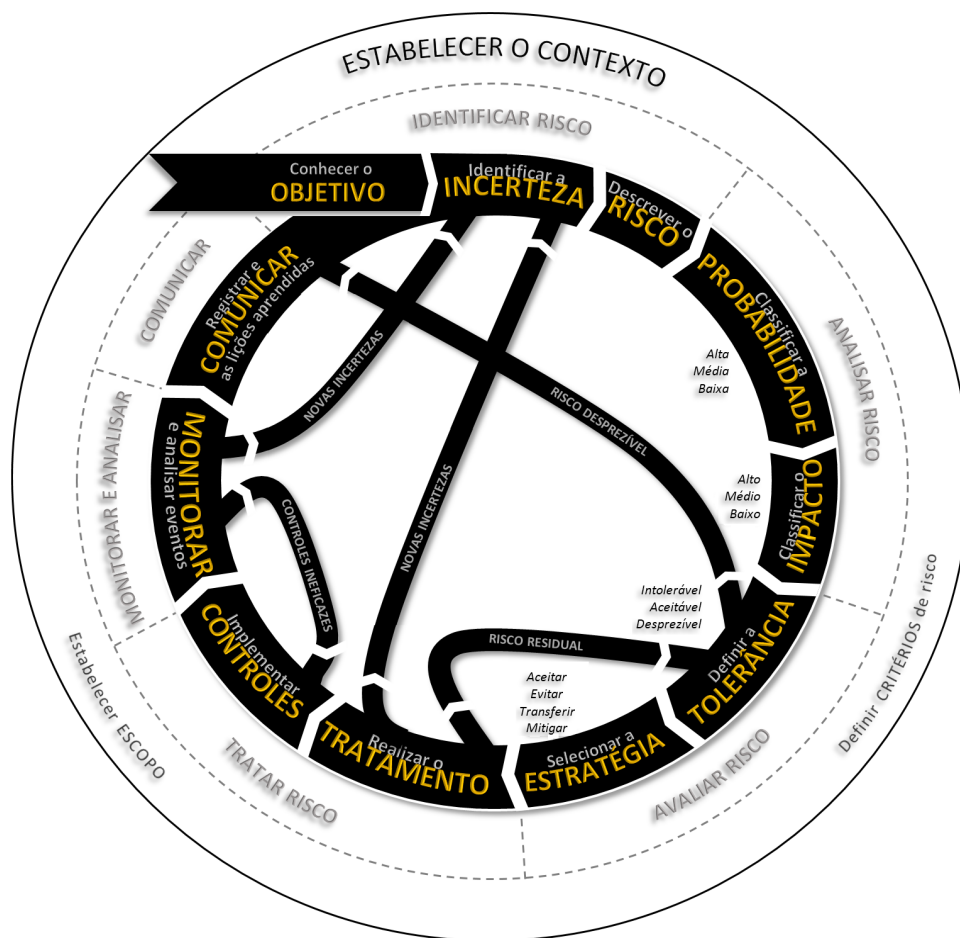 ESTABELECER O CONTEXTO
IDENTIFICAR RISCO
Conhecer o
OBJETIVO
Identificar a
INCERTEZA
Descrever o
RISCO
ANALISAR RISCO
Classificar a
PROBABILIDADE
Alta
Média
Baixa
Classificar o
IMPACTO
Alto
Médio
Baixo
Definir CRITÉRIOS de risco
AVALIAR RISCO
Definir a
TOLERÂNCIA
Intolerável
Aceitável
Desprezível
Selecionar a
ESTRATÉGIA
Aceitar
Evitar
Transferir
Mitigar
TRATAR RISCO
Realizar o
TRATAMENTO
Implementar
CONTROLES
Estabelecer ESCOPO
MONITORAR E ANALISAR
MONITORAR
e analisar eventos
COMUNICAR
Registrar e
COMUNICAR
as lições aprendidas
NOVAS INCERTEZAS
NOVAS INCERTEZAS
RISCO DESPREZÍVEL
CONTROLES INEFICAZES
RISCO RESIDUAL